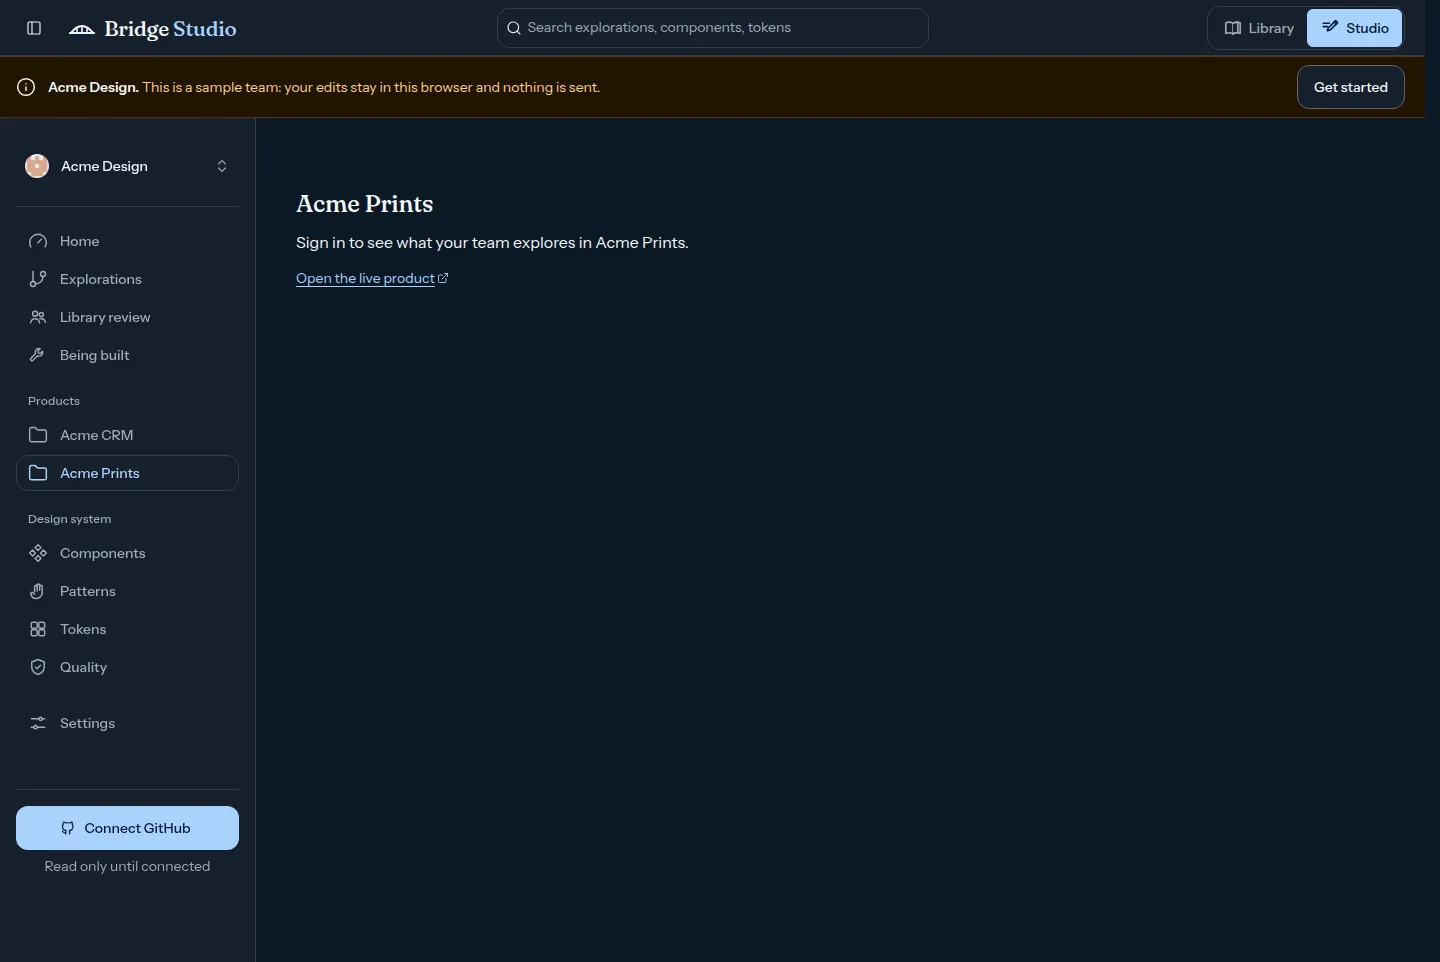 Bridge Studio
Search explorations, components, tokens
Library
Studio
Acme Design. This is a sample team: your edits stay in this browser and nothing is sent.
Get started
Acme Design
Home
Explorations
Library review
Being built
Products
Acme CRM
Acme Prints
Design system
Components
Patterns
Tokens
Quality
Settings
Connect GitHub
Read only until connected
Acme Prints
Sign in to see what your team explores in Acme Prints.
Open the live product